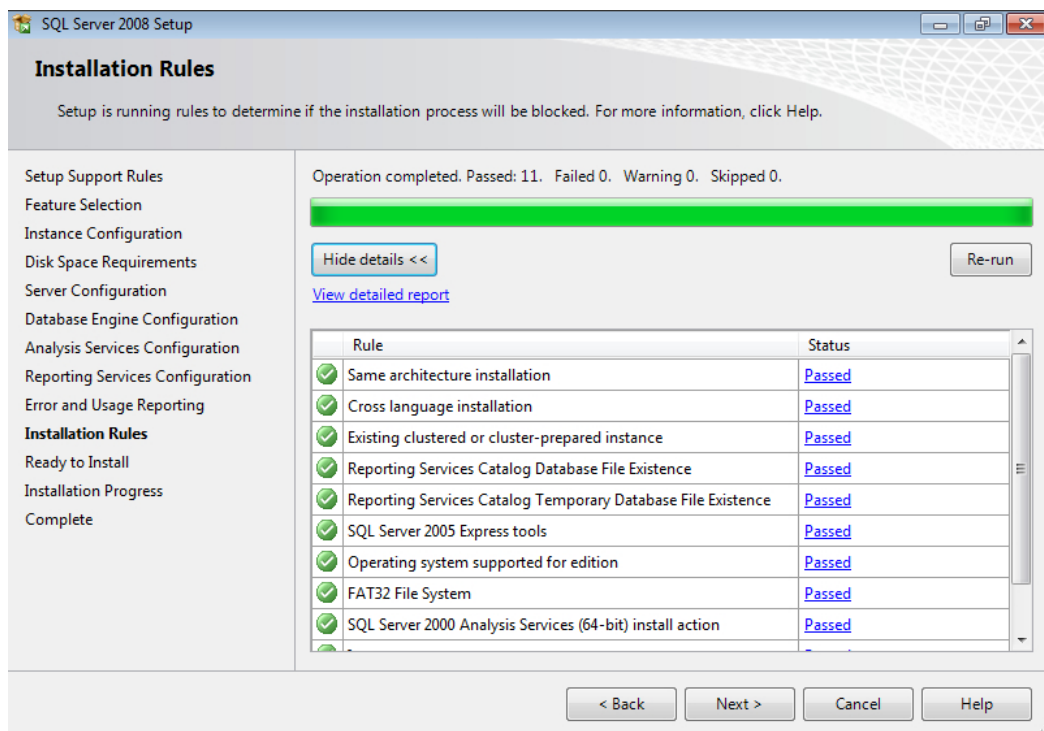 SQL Server 2008 Setup
Installation Rules
Setup is running rules to determine if the installation process will be blocked. For more information, click Help.
Setup Support Rules
Feature Selection
Instance Configuration
Disk Space Requirements
Server Configuration
Database Engine Configuration
Analysis Services Configuration
Reporting Services Configuration
Error and Usage Reporting
Installation Rules
Ready to Install
Installation Progress
Complete
Operation completed. Passed: 11. Failed 0. Warning 0. Skipped 0.
Hide details <<
Re-run
View detailed report
Rule Status
Same architecture installation Passed
Cross language installation Passed
Existing clustered or cluster-prepared instance Passed
Reporting Services Catalog Database File Existence Passed
Reporting Services Catalog Temporary Database File Existence Passed
SQL Server 2005 Express tools Passed
Operating system supported for edition Passed
FAT32 File System Passed
SQL Server 2000 Analysis Services (64-bit) install action Passed
< Back Next > Cancel Help